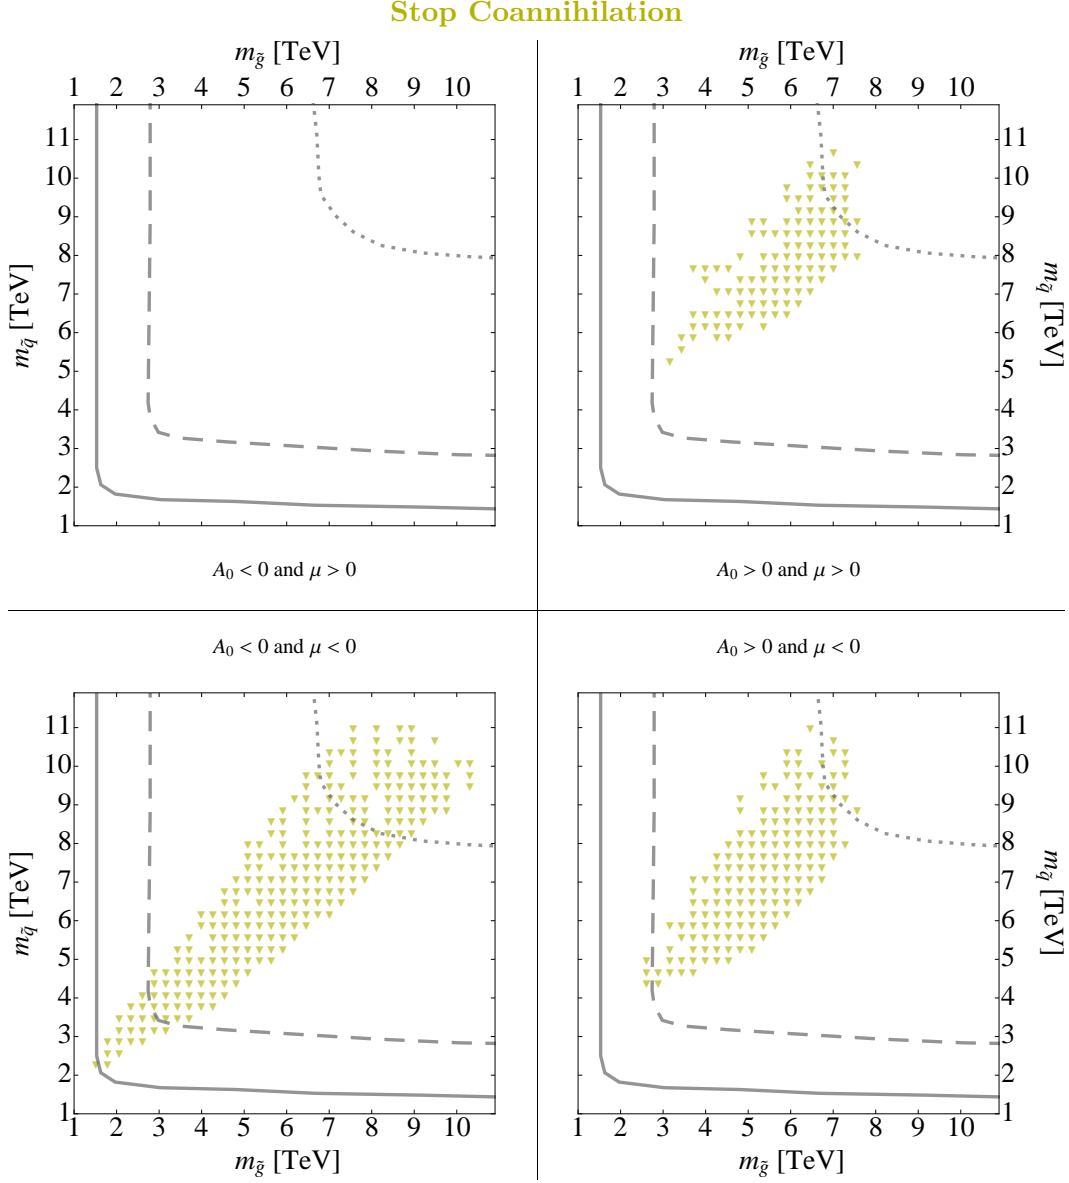 Stop Coannihilation
m_g̃ [TeV] m_g̃ [TeV]
1 2 3 4 5 6 7 8 9 10 1 2 3 4 5 6 7 8 9 10
11 11
10 10
9 9
8 8
7 7
6 6
5 5
4 4
3 3
2 2
1 1
m_q̃ [TeV] m_q̃ [TeV]
A₀ < 0 and μ > 0 A₀ > 0 and μ > 0
A₀ < 0 and μ < 0 A₀ > 0 and μ < 0
11 11
10 10
9 9
8 8
7 7
6 6
5 5
4 4
3 3
2 2
1 1
m_q̃ [TeV] m_q̃ [TeV]
1 2 3 4 5 6 7 8 9 10 1 2 3 4 5 6 7 8 9 10
m_g̃ [TeV] m_g̃ [TeV]